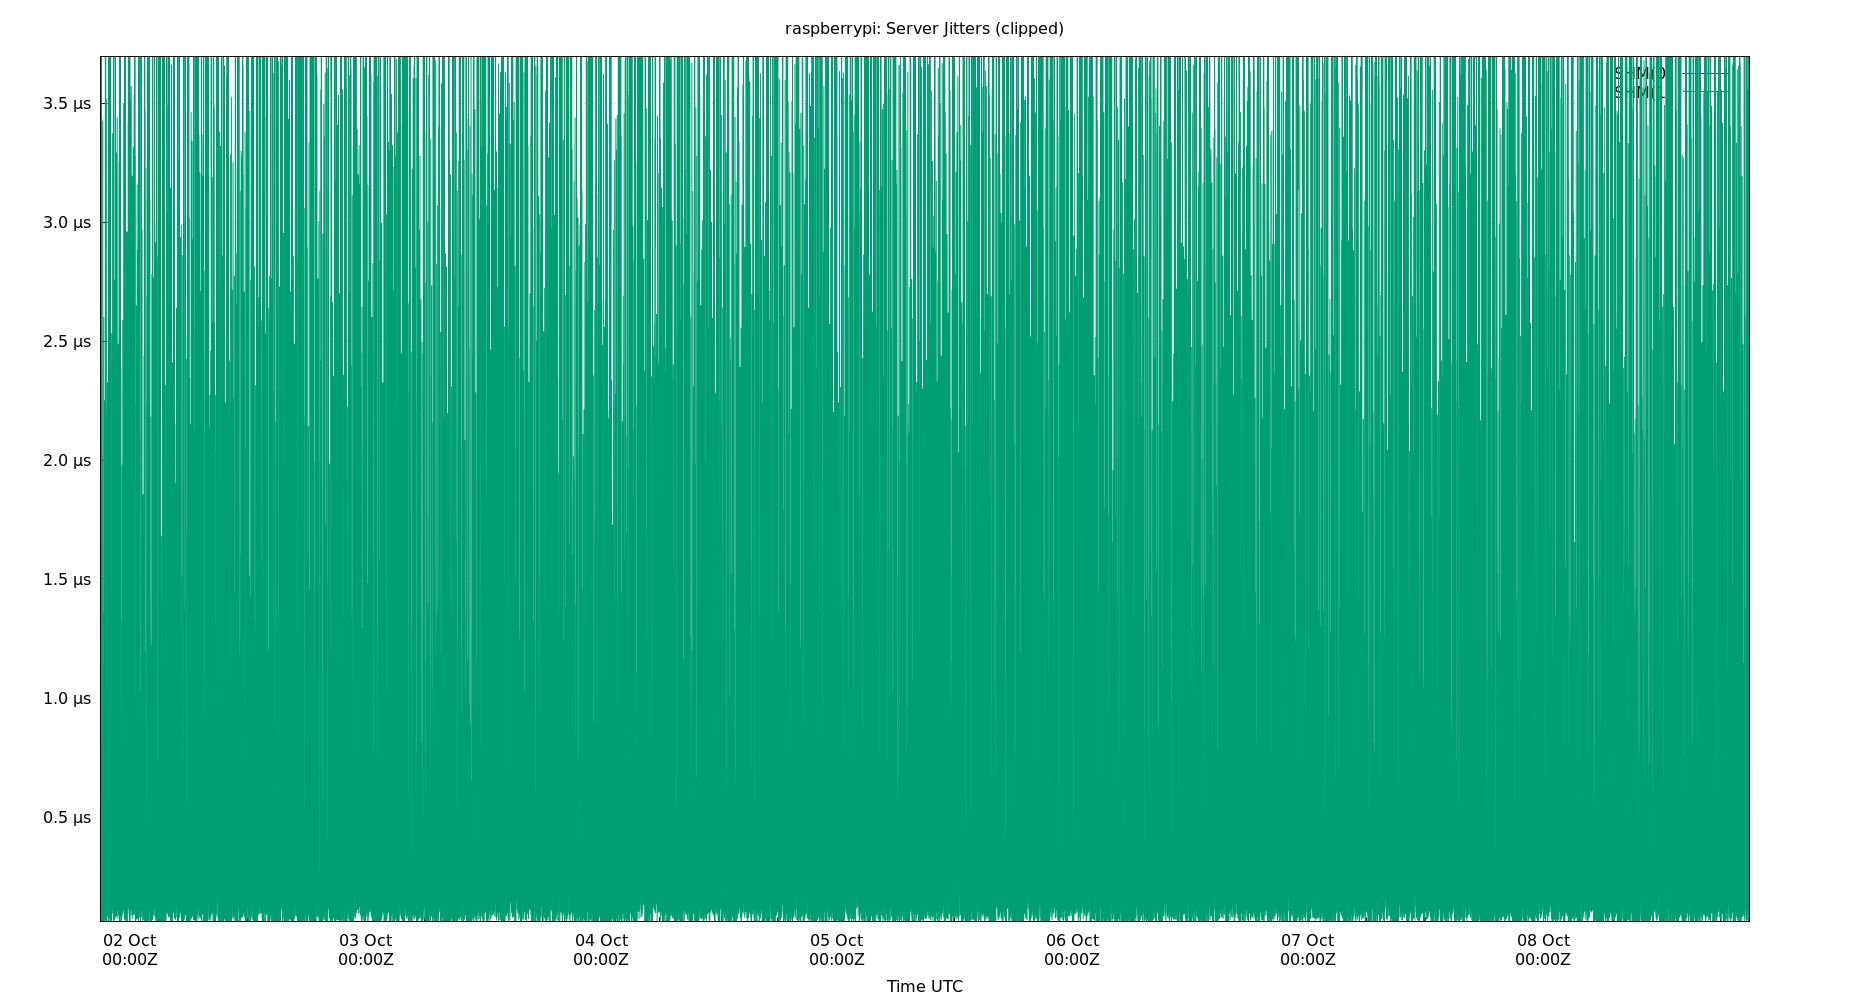 raspberrypi: Server Jitters (clipped)
3.5 μs
3.0 μs
2.5 μs
2.0 μs
1.5 μs
1.0 μs
0.5 μs
02 Oct
00:00Z
03 Oct
00:00Z
04 Oct
00:00Z
05 Oct
00:00Z
06 Oct
00:00Z
07 Oct
00:00Z
08 Oct
00:00Z
Time UTC